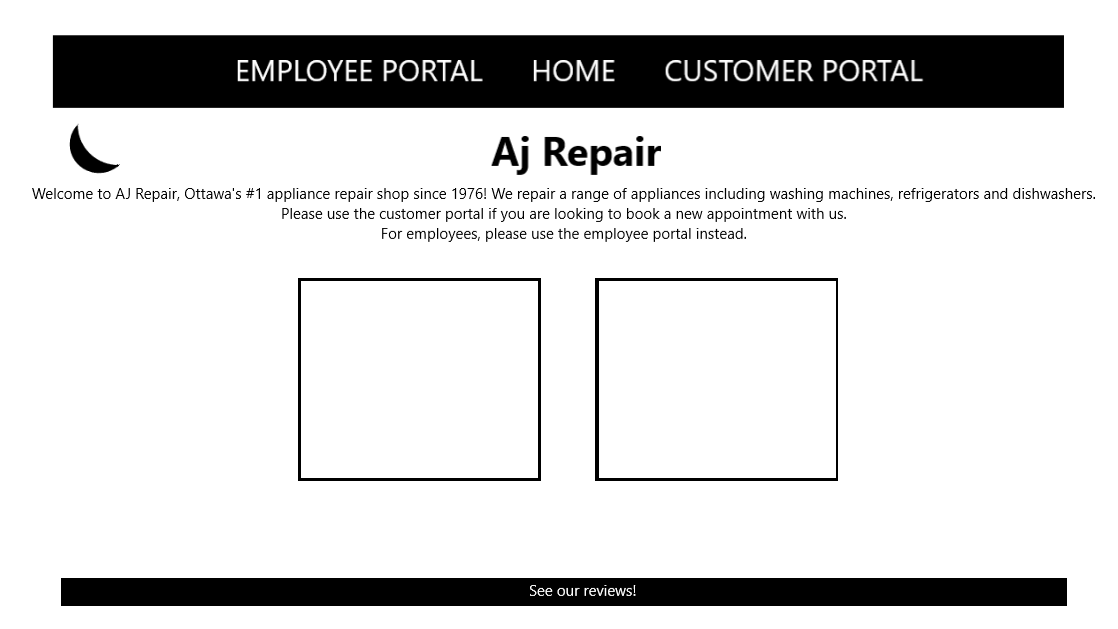 EMPLOYEE PORTAL HOME CUSTOMER PORTAL
Aj Repair
Welcome to AJ Repair, Ottawa's #1 appliance repair shop since 1976! We repair a range of appliances including washing machines, refrigerators and dishwashers.
Please use the customer portal if you are looking to book a new appointment with us.
For employees, please use the employee portal instead.
See our reviews!